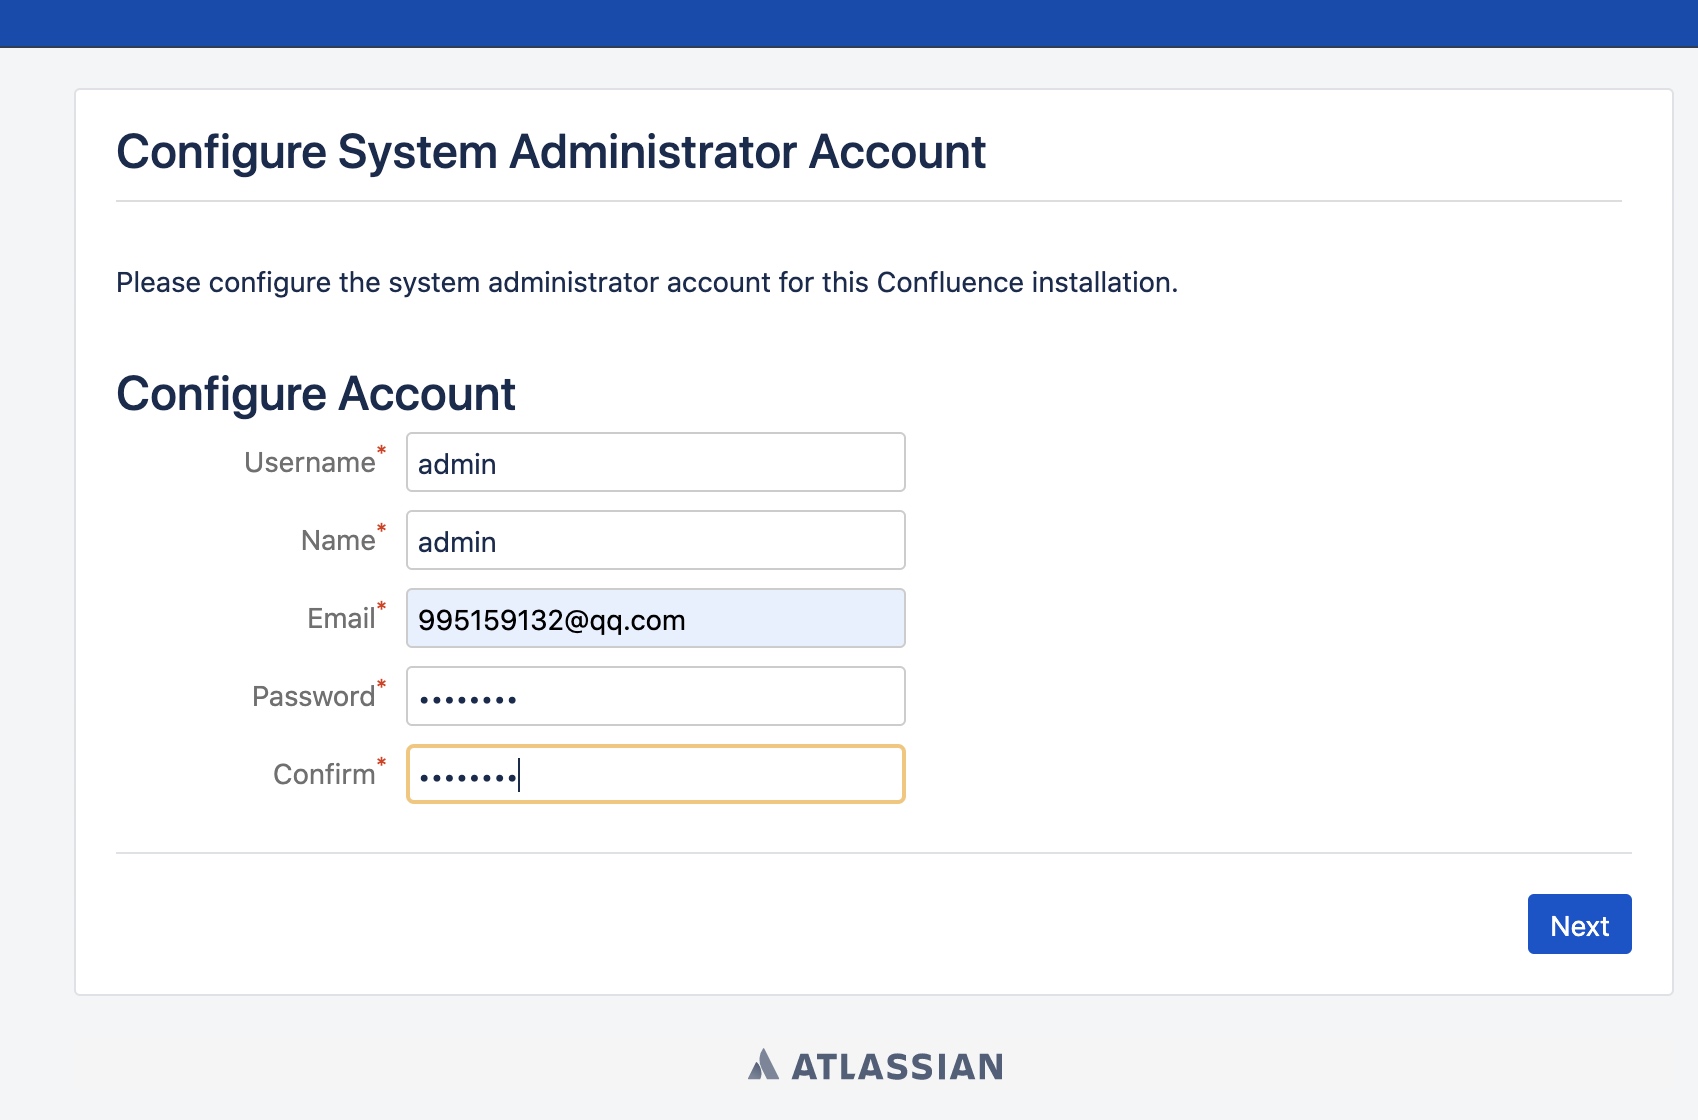 Configure System Administrator Account
Please configure the system administrator account for this Confluence installation.
Configure Account
Username* admin
Name* admin
Email* 995159132@qq.com
Password* ••••••••
Confirm* ••••••••
Next
ATLASSIAN